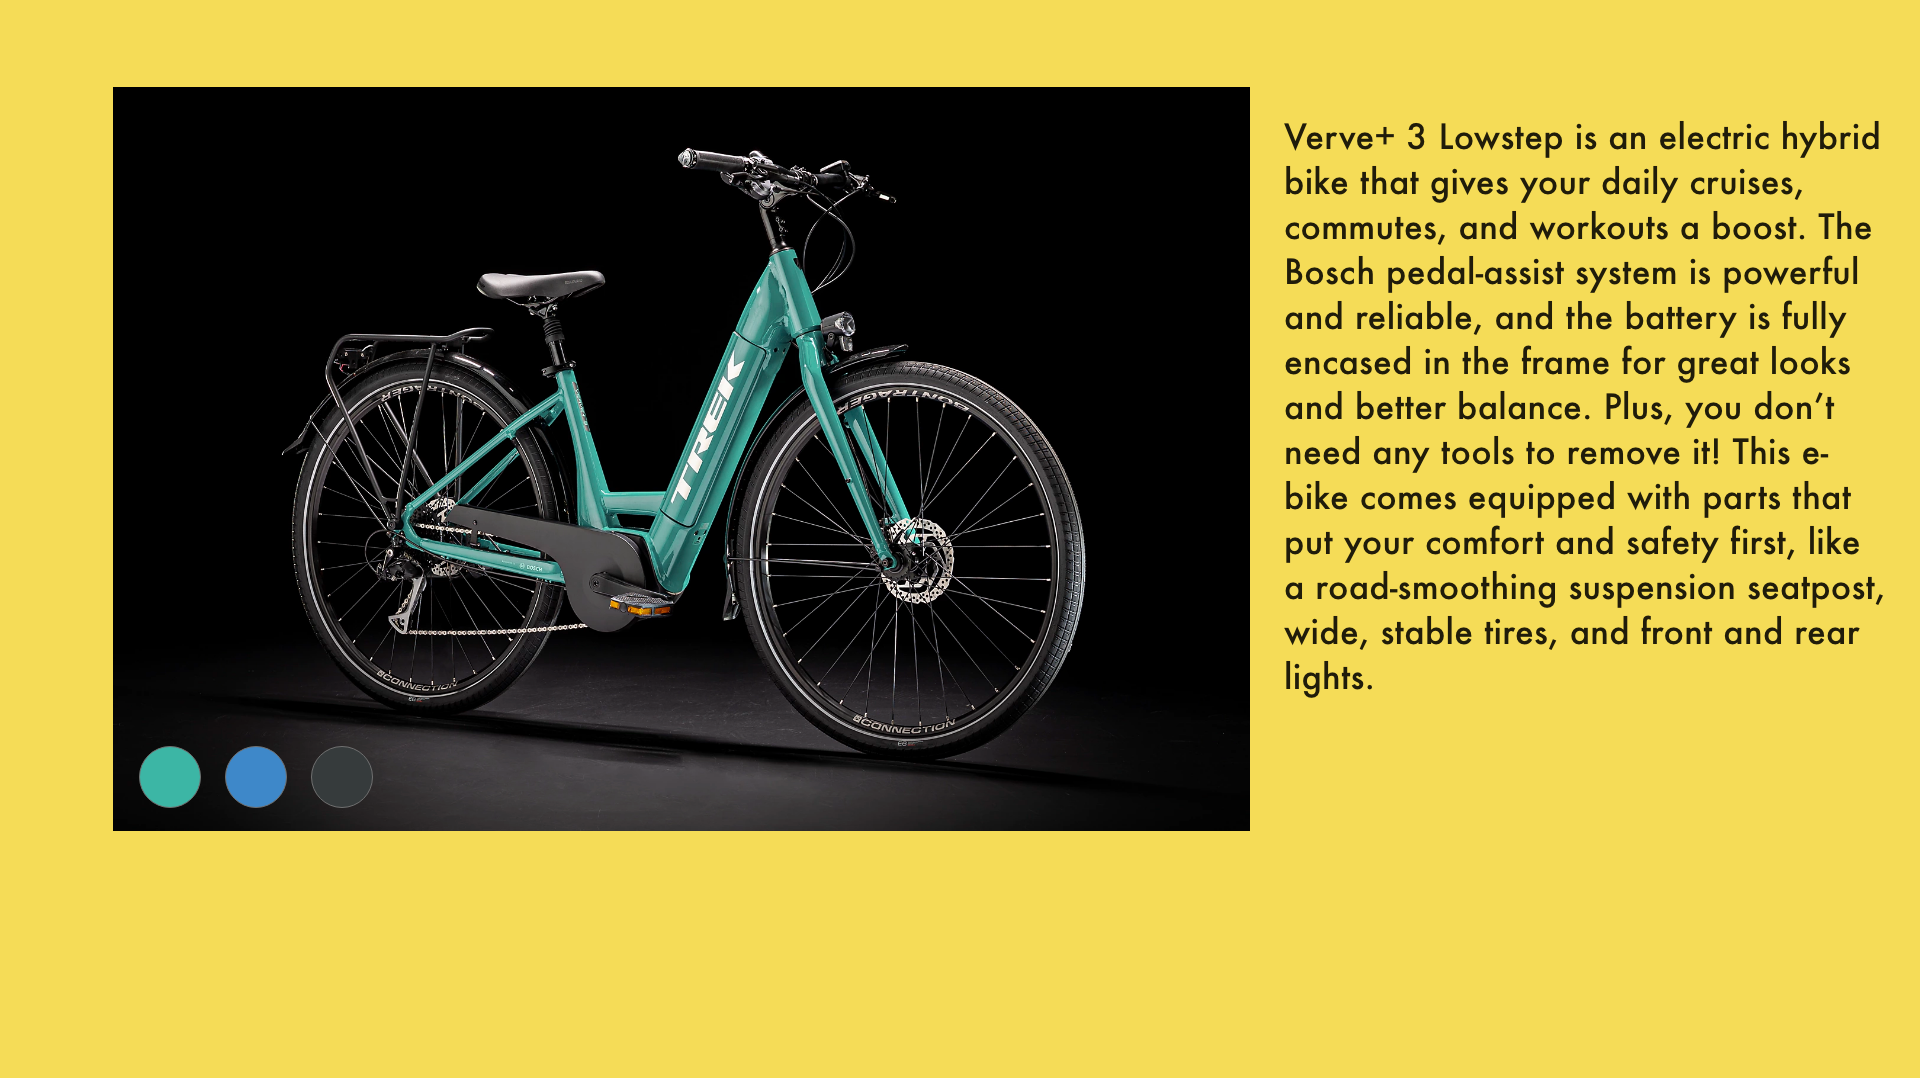 Verve+ 3 Lowstep is an electric hybrid
bike that gives your daily cruises,
commutes, and workouts a boost. The
Bosch pedal-assist system is powerful
and reliable, and the battery is fully
encased in the frame for great looks
and better balance. Plus, you don’t
need any tools to remove it! This e-
bike comes equipped with parts that
put your comfort and safety first, like
a road-smoothing suspension seatpost,
wide, stable tires, and front and rear
lights.
TREK
BONTRAGER
BONTRAGER
BOSCH
CONNECTION
CONNECTION